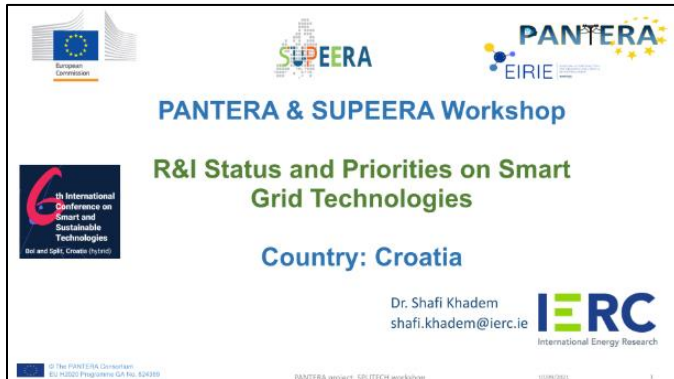 European
Commission
SUPEERA
PANTERA
EIRIE
PANTERA & SUPEERA Workshop
R&I Status and Priorities on Smart
Grid Technologies
6th International
Conference on
Smart and
Sustainable
Technologies
Bol and Split, Croatia (hybrid)
Country: Croatia
Dr. Shafi Khadem
shafi.khadem@ierc.ie
IERC
International Energy Research
© The PANTERA Consortium
EU H2020 Programme GA No. 824389
PANTERA project, SPLITECH workshop
1